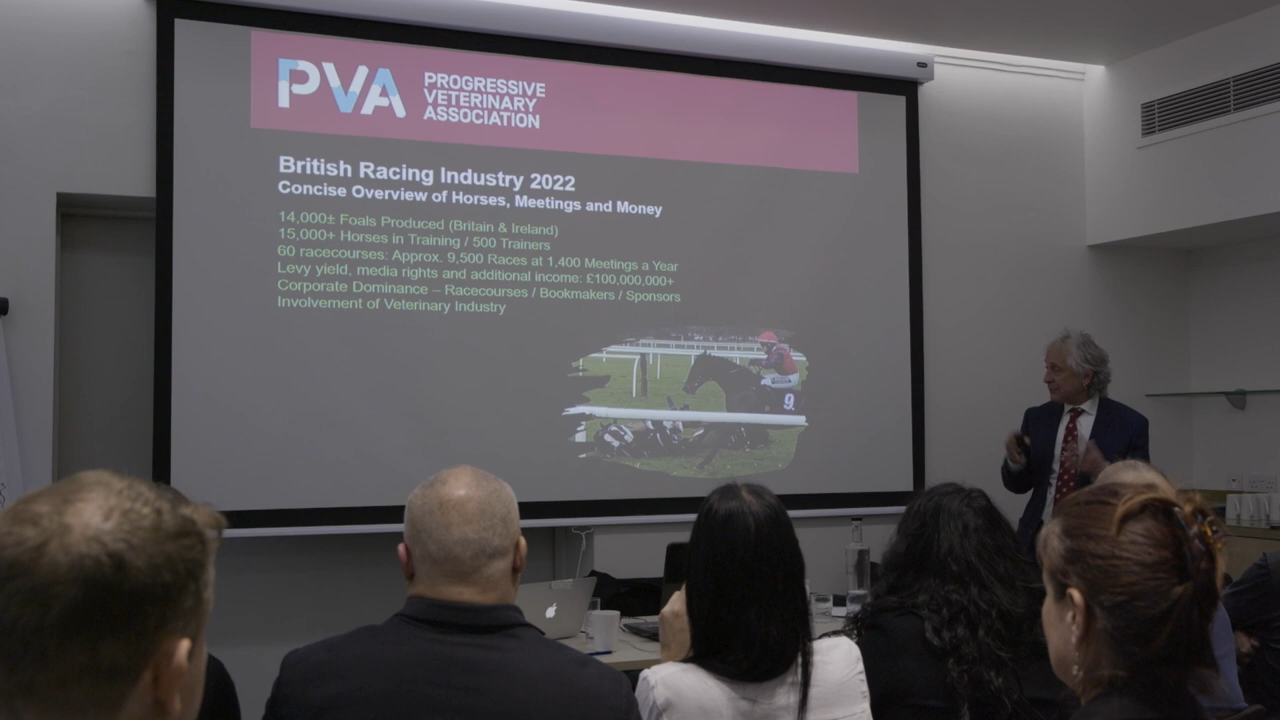 PVA
PROGRESSIVE
VETERINARY
ASSOCIATION
British Racing Industry 2022
Concise Overview of Horses, Meetings and Money
14,000± Foals Produced (Britain & Ireland)
15,000+ Horses in Training / 500 Trainers
60 racecourses: Approx. 9,500 Races at 1,400 Meetings a Year
Levy yield, media rights and additional income: £100,000,000+
Corporate Dominance – Racecourses / Bookmakers / Sponsors
Involvement of Veterinary Industry
9